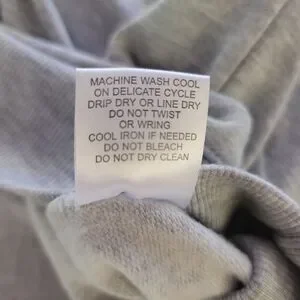 MACHINE WASH COOL
ON DELICATE CYCLE
DRIP DRY OR LINE DRY
DO NOT TWIST
OR WRING
COOL IRON IF NEEDED
DO NOT BLEACH
DO NOT DRY CLEAN